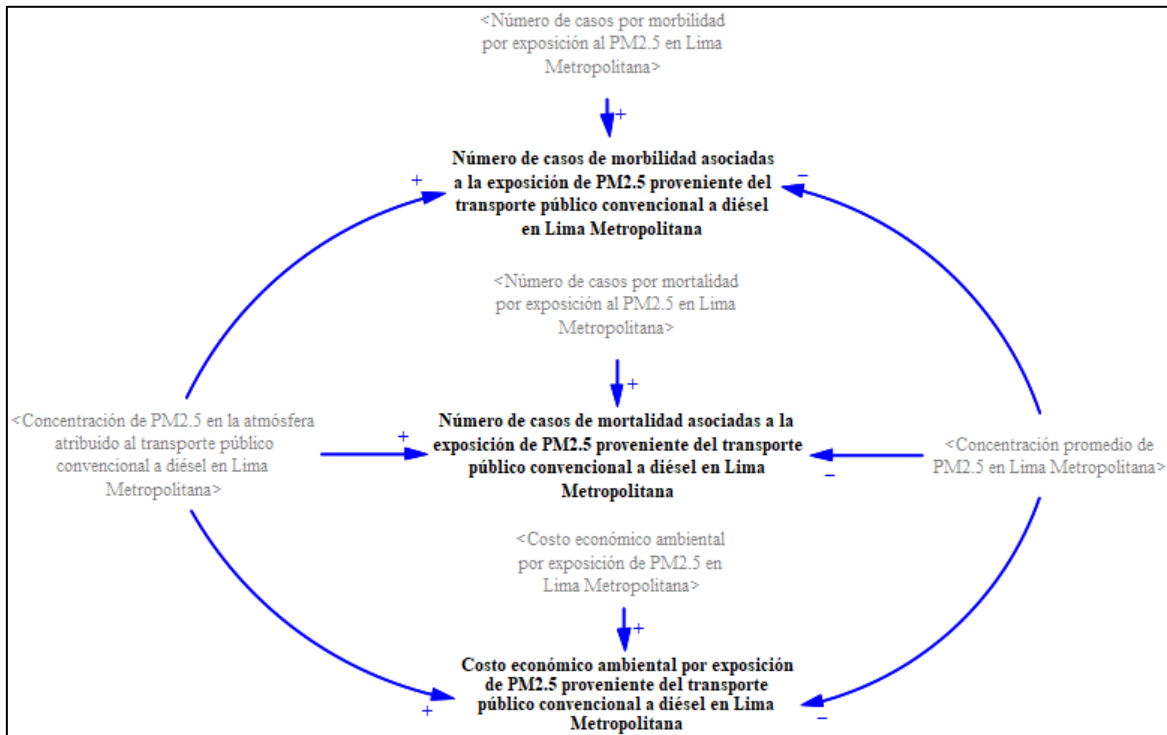 <Número de casos por morbilidad
por exposición al PM2.5 en Lima
Metropolitana>
+
Número de casos de morbilidad asociadas
a la exposición de PM2.5 proveniente del
transporte público convencional a diésel
en Lima Metropolitana
+
−
<Número de casos por mortalidad
por exposición al PM2.5 en Lima
Metropolitana>
+
<Concentración de PM2.5 en la atmósfera
atribuido al transporte público
convencional a diésel en Lima
Metropolitana>
+
Número de casos de mortalidad asociadas a la
exposición de PM2.5 proveniente del transporte
público convencional a diésel en Lima
Metropolitana
−
<Concentración promedio de
PM2.5 en Lima Metropolitana>
<Costo económico ambiental
por exposición de PM2.5 en
Lima Metropolitana>
+
Costo económico ambiental por exposición
de PM2.5 proveniente del transporte
público convencional a diésel en Lima
Metropolitana
+
−